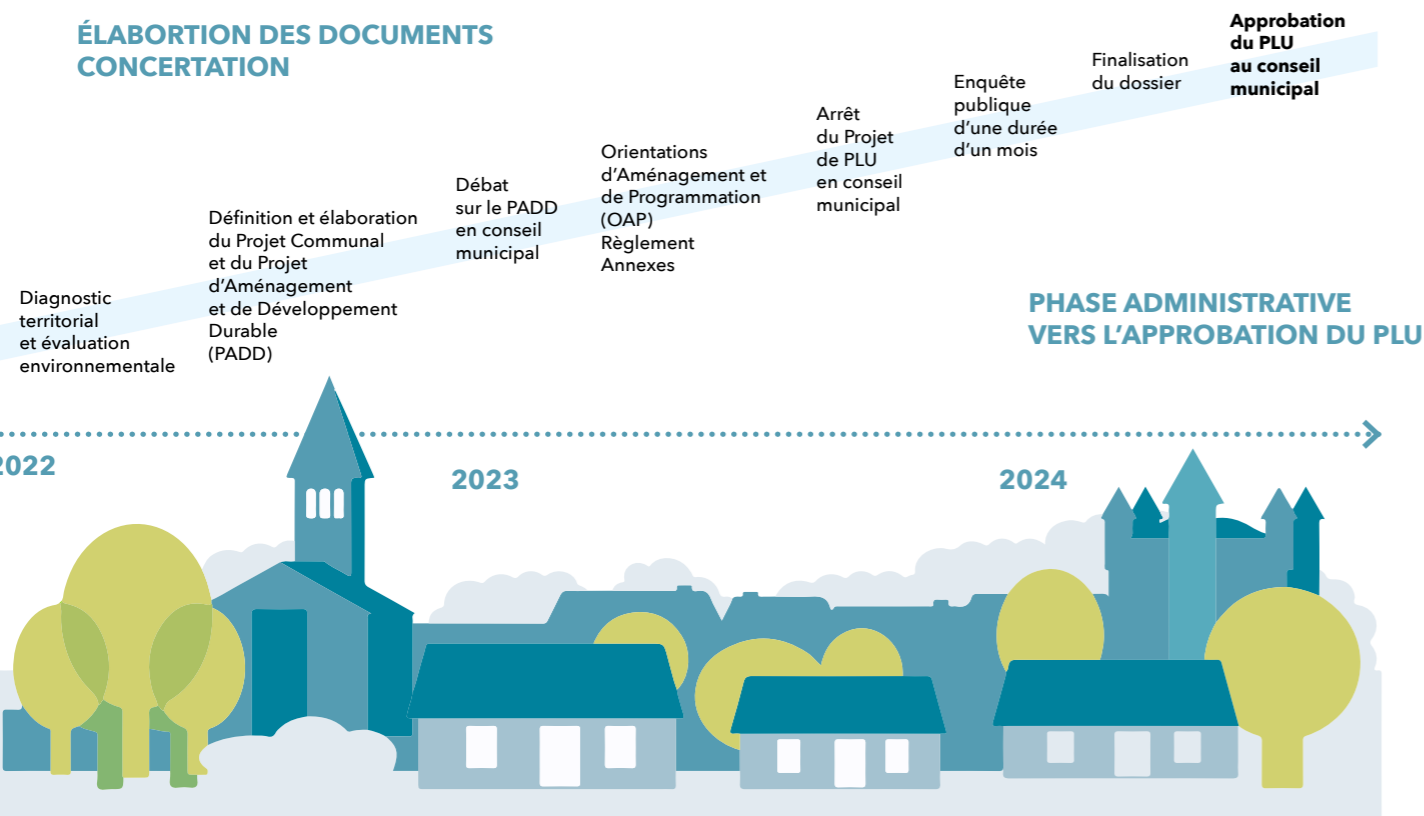 ÉLABORTION DES DOCUMENTS
CONCERTATION
Diagnostic
territorial
et évaluation
environnementale
Définition et élaboration
du Projet Communal
et du Projet
d'Aménagement
et de Développement
Durable
(PADD)
Débat
sur le PADD
en conseil
municipal
Orientations
d'Aménagement et
de Programmation
(OAP)
Règlement
Annexes
Arrêt
du Projet
de PLU
en conseil
municipal
Enquête
publique
d'une durée
d'un mois
Finalisation
du dossier
Approbation
du PLU
au conseil
municipal
PHASE ADMINISTRATIVE
VERS L'APPROBATION DU PLU
2022
2023
2024